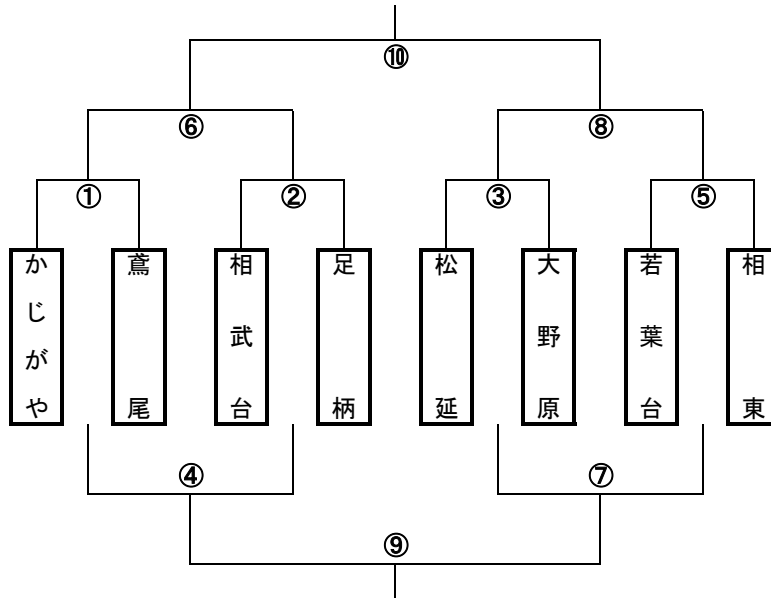 ⑩
⑥ ⑧
① ② ③ ⑤
かじがや
鳶尾
相武台
足柄
松延
大野原
若葉台
相東
④ ⑦
⑨